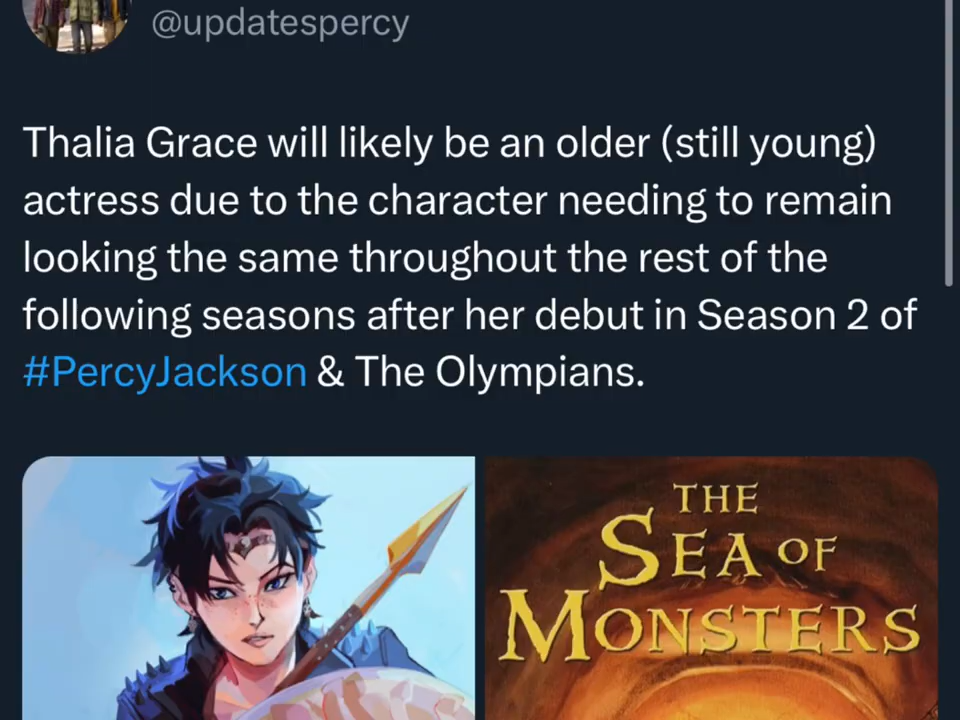 @updatespercy
Thalia Grace will likely be an older (still young)
actress due to the character needing to remain
looking the same throughout the rest of the
following seasons after her debut in Season 2 of
#PercyJackson & The Olympians.
THE
SEA OF
MONSTERS